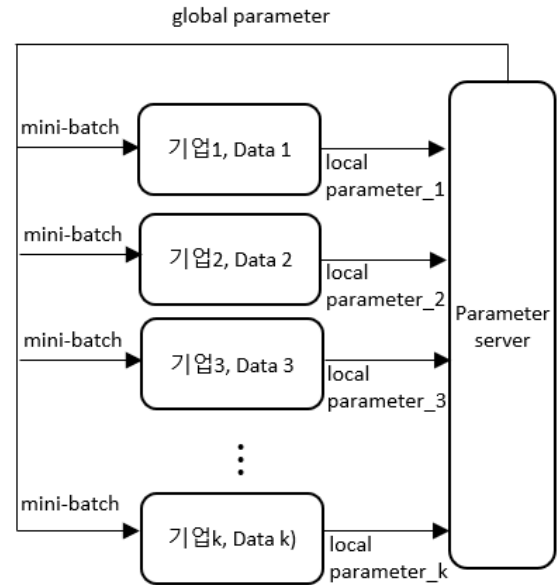 global parameter
mini-batch
기업1, Data 1
local
parameter_1
mini-batch
기업2, Data 2
local
parameter_2
Parameter
server
mini-batch
기업3, Data 3
local
parameter_3
⋮
mini-batch
기업k, Data k)
local
parameter_k